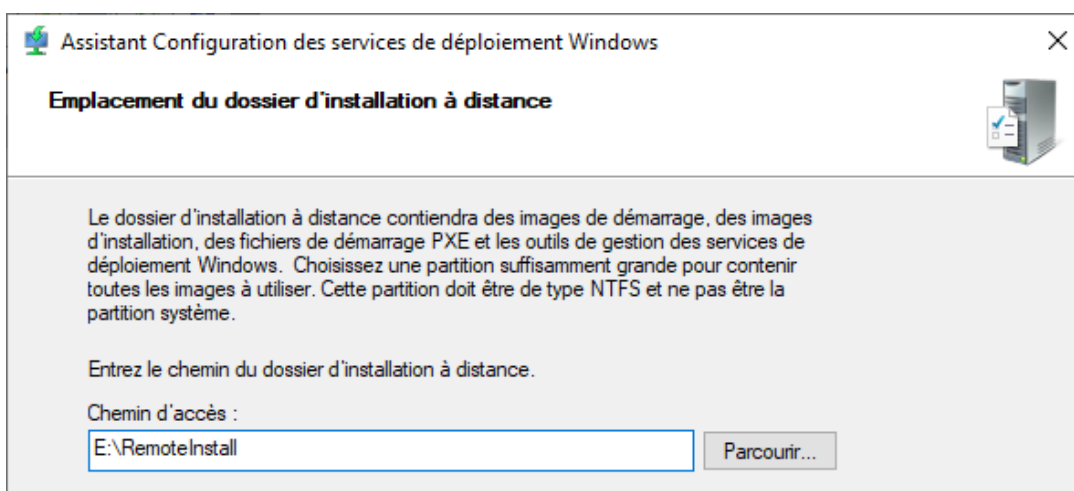 Assistant Configuration des services de déploiement Windows
Emplacement du dossier d'installation à distance
Le dossier d'installation à distance contiendra des images de démarrage, des images
d'installation, des fichiers de démarrage PXE et les outils de gestion des services de
déploiement Windows. Choisissez une partition suffisamment grande pour contenir
toutes les images à utiliser. Cette partition doit être de type NTFS et ne pas être la
partition système.
Entrez le chemin du dossier d'installation à distance.
Chemin d'accès :
E:\RemoteInstall
Parcourir...